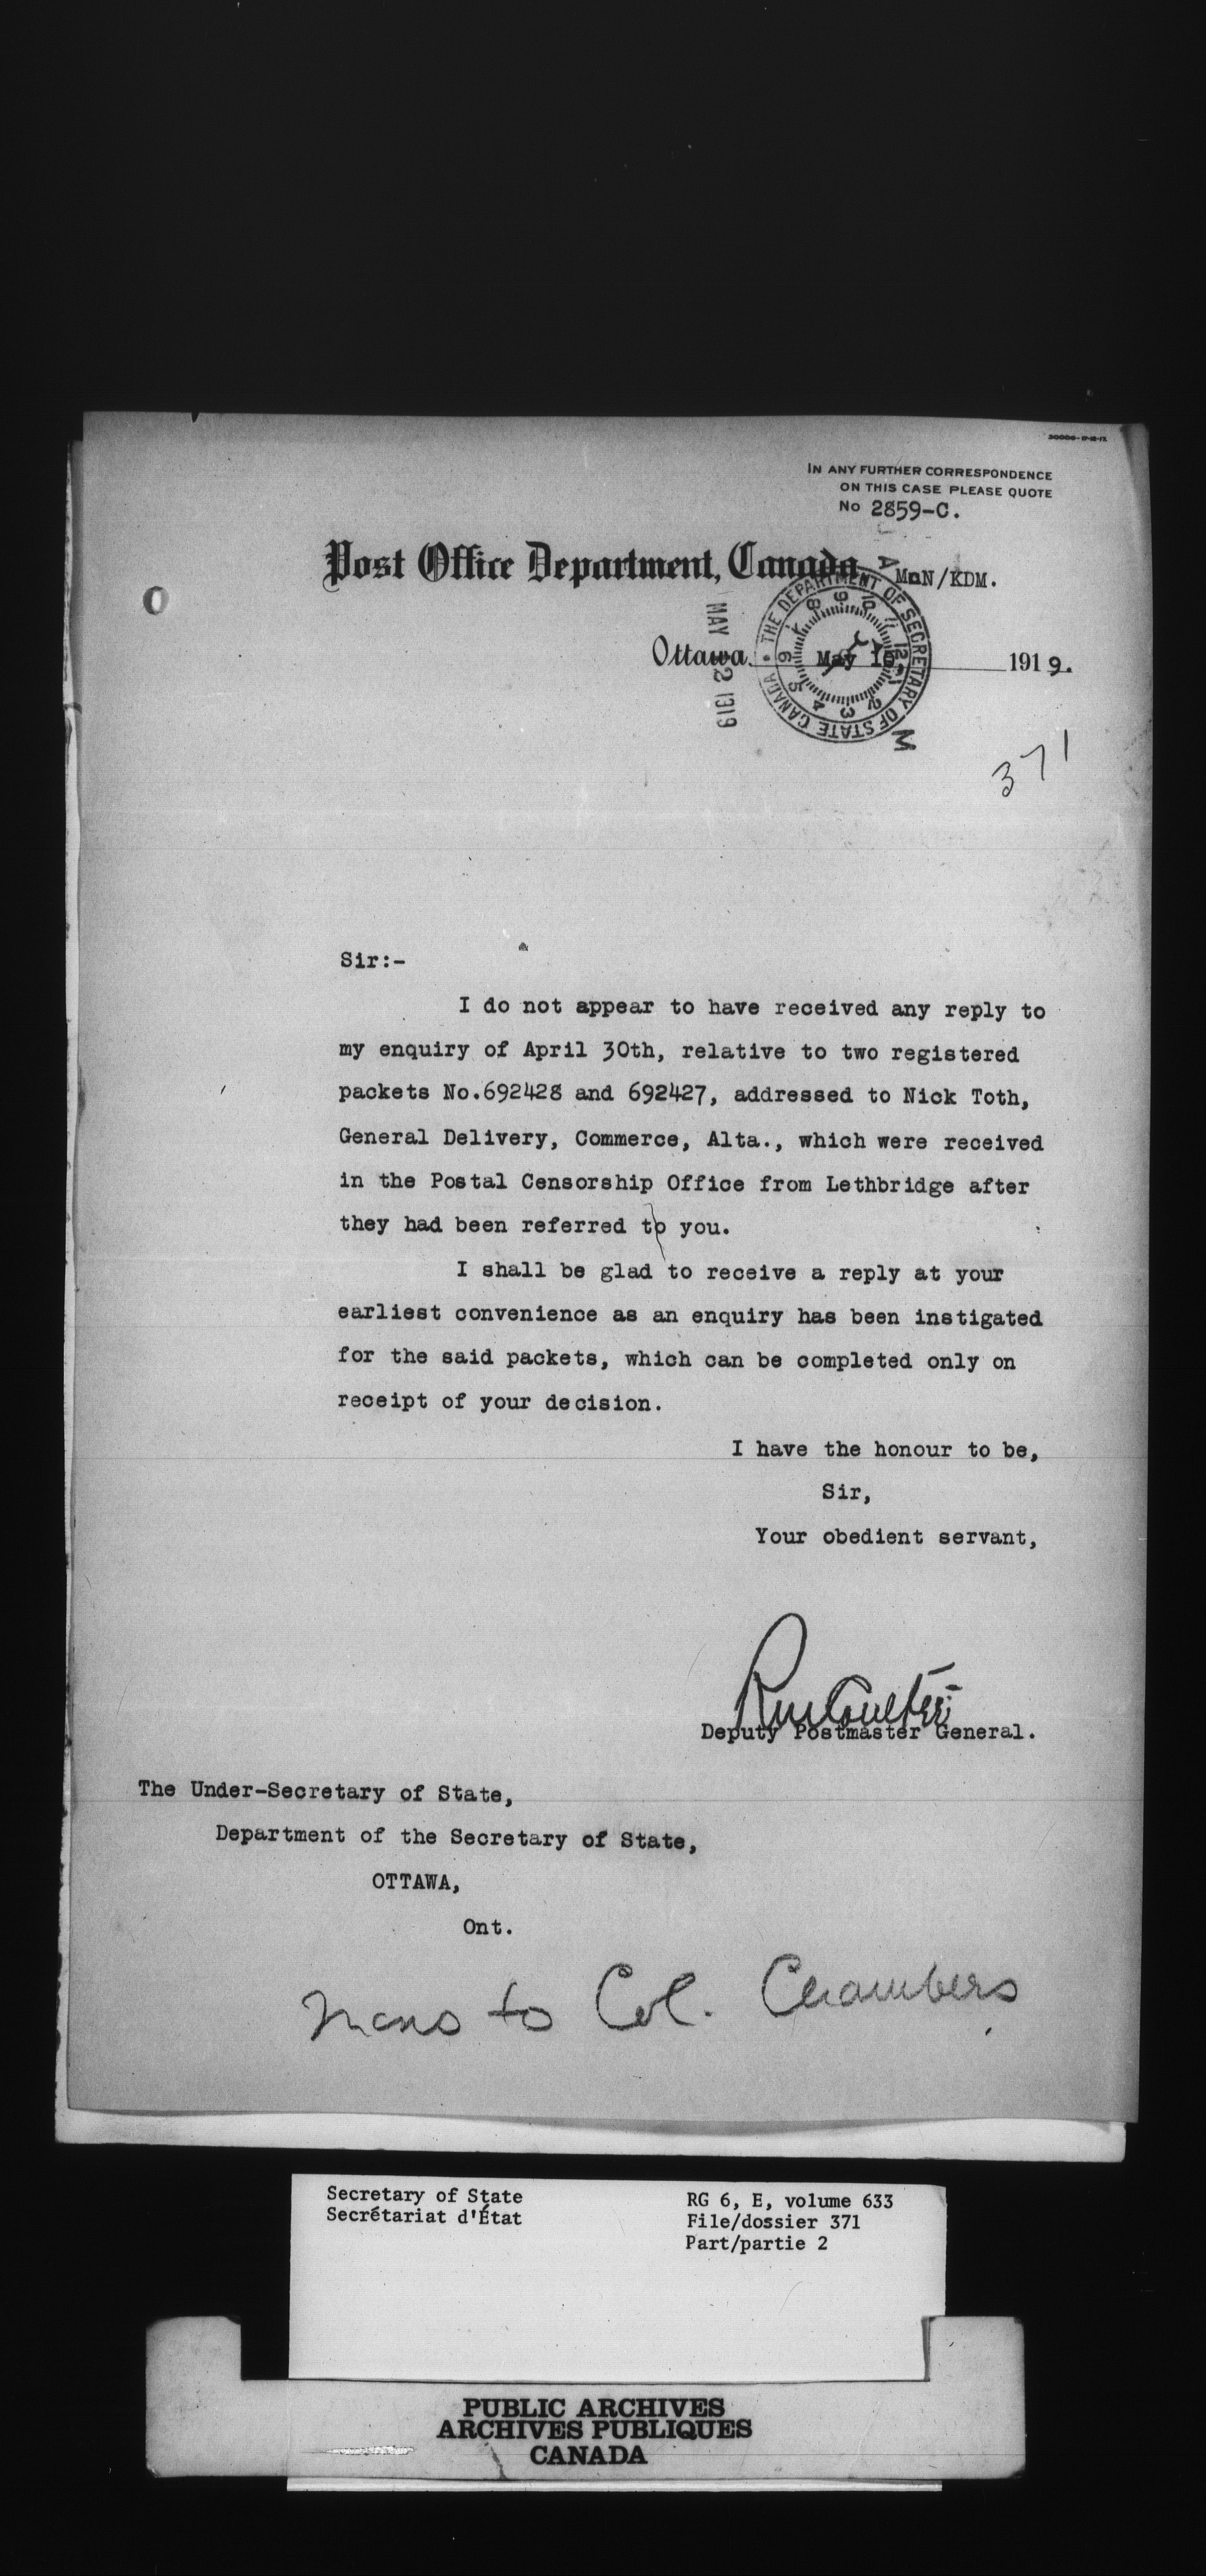 30000-17-12-17.
IN ANY FURTHER CORRESPONDENCE
ON THIS CASE PLEASE QUOTE
No 2859-C.
Post Office Department, Canada.
A
McN/KDM.
THE DEPARTMENT OF SECRETARY OF STATE CANADA
MAY 12 1919
Ottawa, May 10, 1919.
M
371
Sir:-
I do not appear to have received any reply to
my enquiry of April 30th, relative to two registered
packets No.692428 and 692427, addressed to Nick Toth,
General Delivery, Commerce, Alta., which were received
in the Postal Censorship Office from Lethbridge after
they had been referred to you.
I shall be glad to receive a reply at your
earliest convenience as an enquiry has been instigated
for the said packets, which can be completed only on
receipt of your decision.
I have the honour to be,
Sir,
Your obedient servant,
RmCoulter
Deputy Postmaster General.
The Under-Secretary of State,
Department of the Secretary of State,
OTTAWA,
Ont.
to Col. Chambers
Secretary of State
Secrétariat d'État
RG 6, E, volume 633
File/dossier 371
Part/partie 2
PUBLIC ARCHIVES
ARCHIVES PUBLIQUES
CANADA